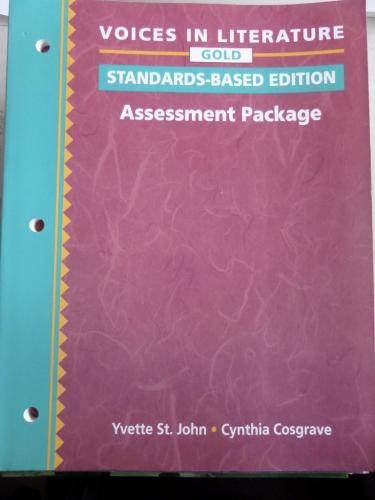 VOICES IN LITERATURE
GOLD
STANDARDS-BASED EDITION
Assessment Package
Yvette St. John • Cynthia Cosgrave